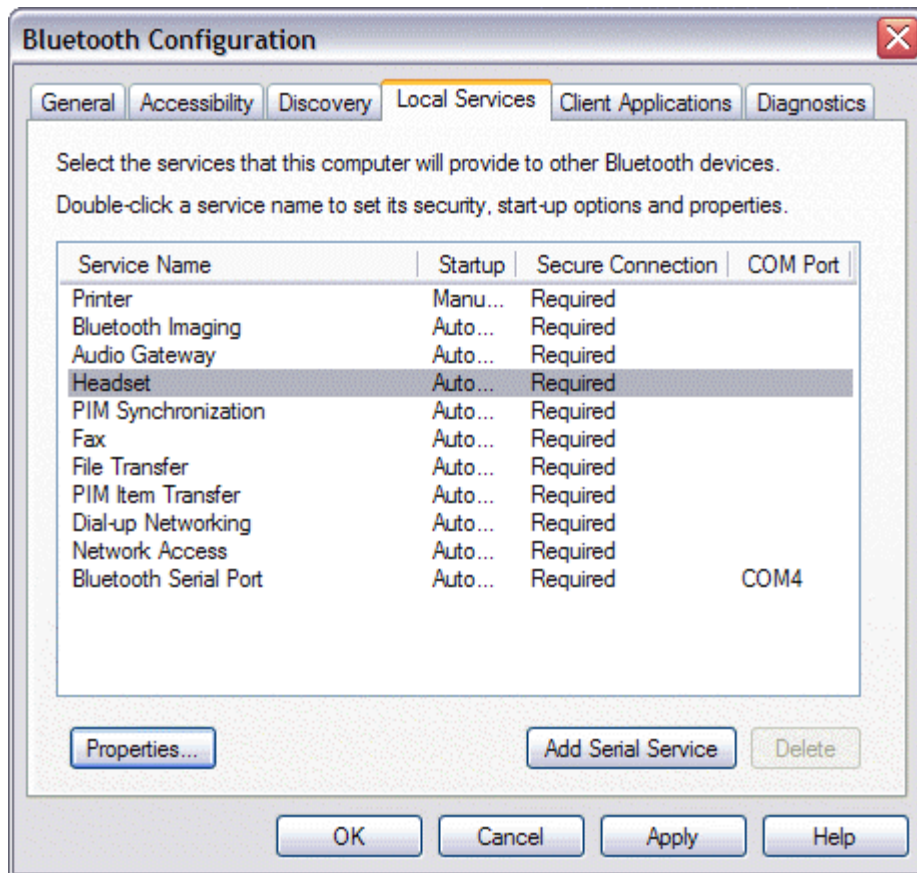 Bluetooth Configuration
General Accessibility Discovery Local Services Client Applications Diagnostics
Select the services that this computer will provide to other Bluetooth devices.
Double-click a service name to set its security, start-up options and properties.
Service Name Startup Secure Connection COM Port
Printer Manu... Required
Bluetooth Imaging Auto... Required
Audio Gateway Auto... Required
Headset Auto... Required
PIM Synchronization Auto... Required
Fax Auto... Required
File Transfer Auto... Required
PIM Item Transfer Auto... Required
Dial-up Networking Auto... Required
Network Access Auto... Required
Bluetooth Serial Port Auto... Required COM4
Properties... Add Serial Service Delete
OK Cancel Apply Help